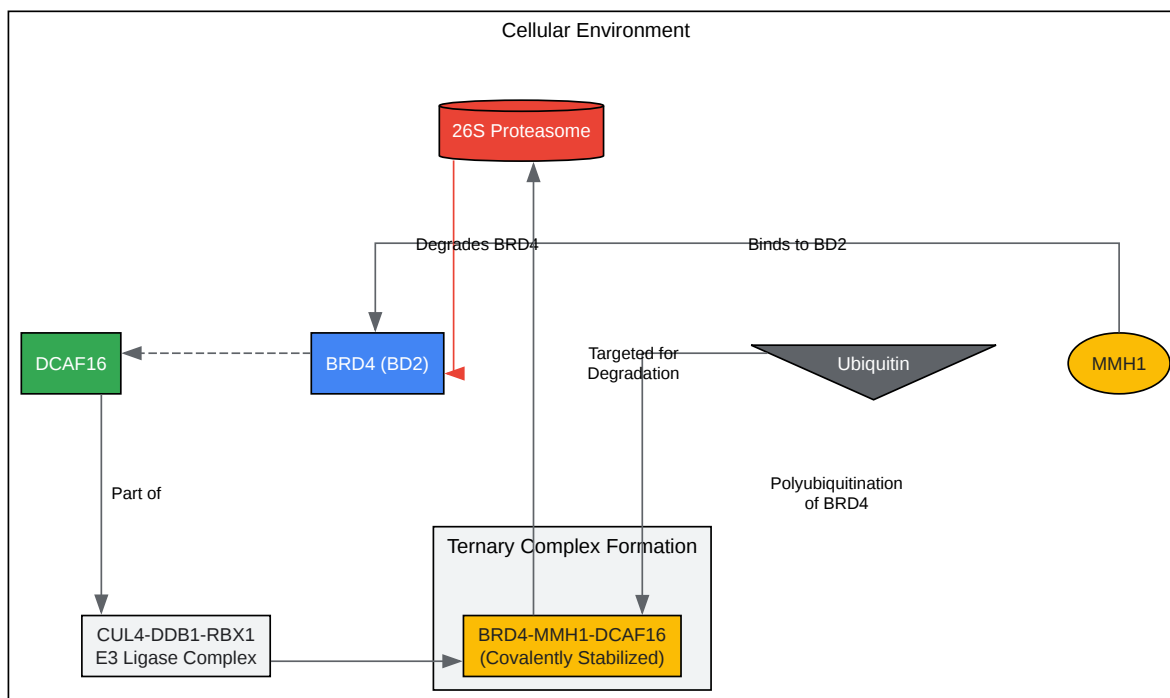 Cellular Environment
26S Proteasome
Degrades BRD4
Binds to BD2
DCAF16
BRD4 (BD2)
Targeted for
Degradation
Ubiquitin
MMH1
Part of
Polyubiquitination
of BRD4
Ternary Complex Formation
CUL4-DDB1-RBX1
E3 Ligase Complex
BRD4-MMH1-DCAF16
(Covalently Stabilized)